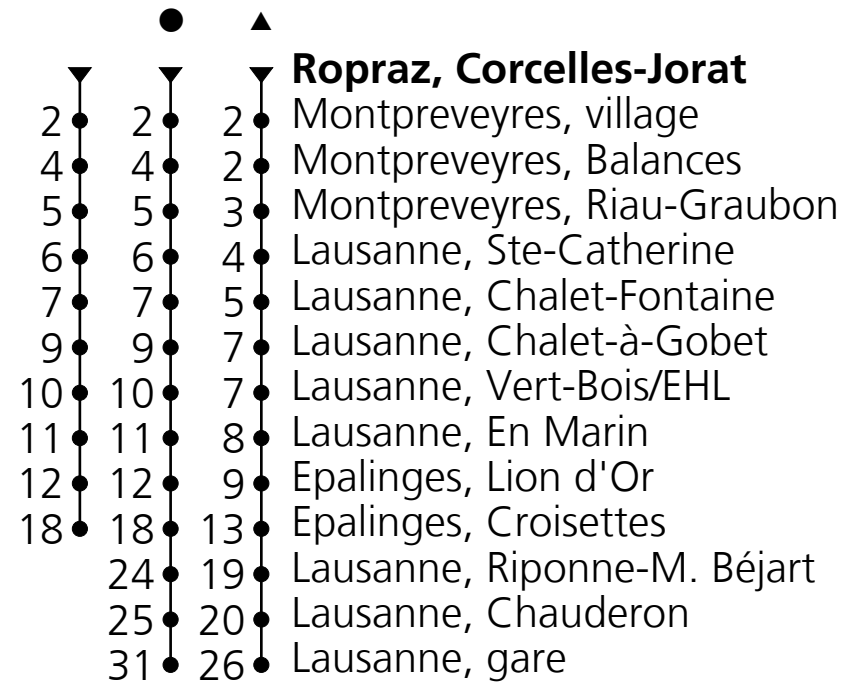 ● ▲
Ropraz, Corcelles-Jorat
2 2 2 Montpreveyres, village
4 4 2 Montpreveyres, Balances
5 5 3 Montpreveyres, Riau-Graubon
6 6 4 Lausanne, Ste-Catherine
7 7 5 Lausanne, Chalet-Fontaine
9 9 7 Lausanne, Chalet-à-Gobet
10 10 7 Lausanne, Vert-Bois/EHL
11 11 8 Lausanne, En Marin
12 12 9 Epalinges, Lion d'Or
18 18 13 Epalinges, Croisettes
24 19 Lausanne, Riponne-M. Béjart
25 20 Lausanne, Chauderon
31 26 Lausanne, gare